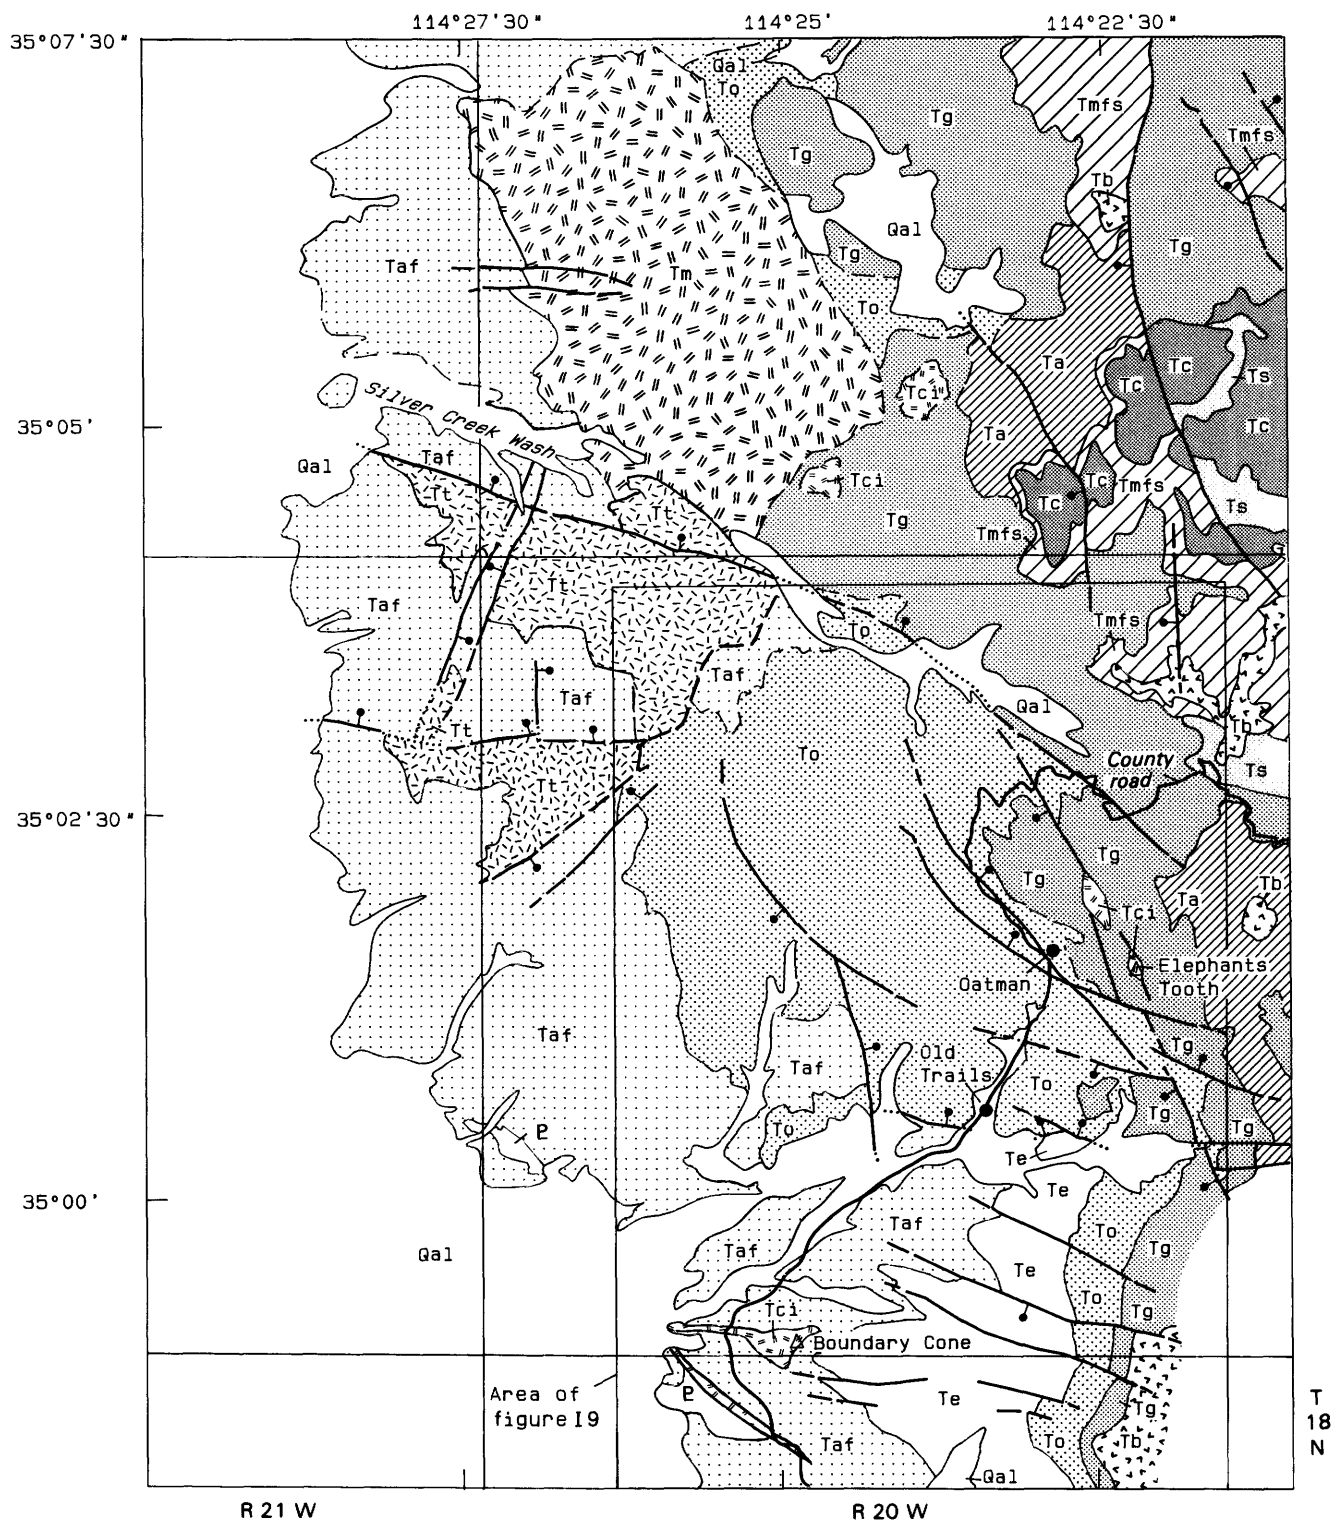 114°27'30"
114°25'
114°22'30"
35°07'30"
Qal
To
Tg
Tmfs
Tmfs
Tg
Tb
Qal
Tg
Tg
Taf
Tm
To
Ta
Tc
Tc
Ts
Tci
Silver Creek Wash
35°05'
Tc
Ta
Qal
Taf
Tt
Tci
Tc
Tmfs
Tc
Tt
Tg
Ts
Tmfs
Tt
Taf
Tmfs
To
Taf
Taf
Qal
Tt
Tb
To
County
road
Ts
Tt
35°02'30"
Tg
Tg
Ta
Tb
Tci
Oatman
Elephants
Tooth
Taf
Tg
Old
Trails
Taf
To
Tg
Tg
To
P
Te
Te
35°00'
Taf
To
Tg
Taf
Qal
Te
To
Tg
Tci
Boundary Cone
Area of
figure I9
P
Te
Tg
T
18
N
Taf
To
Tb
Qal
R 21 W
R 20 W